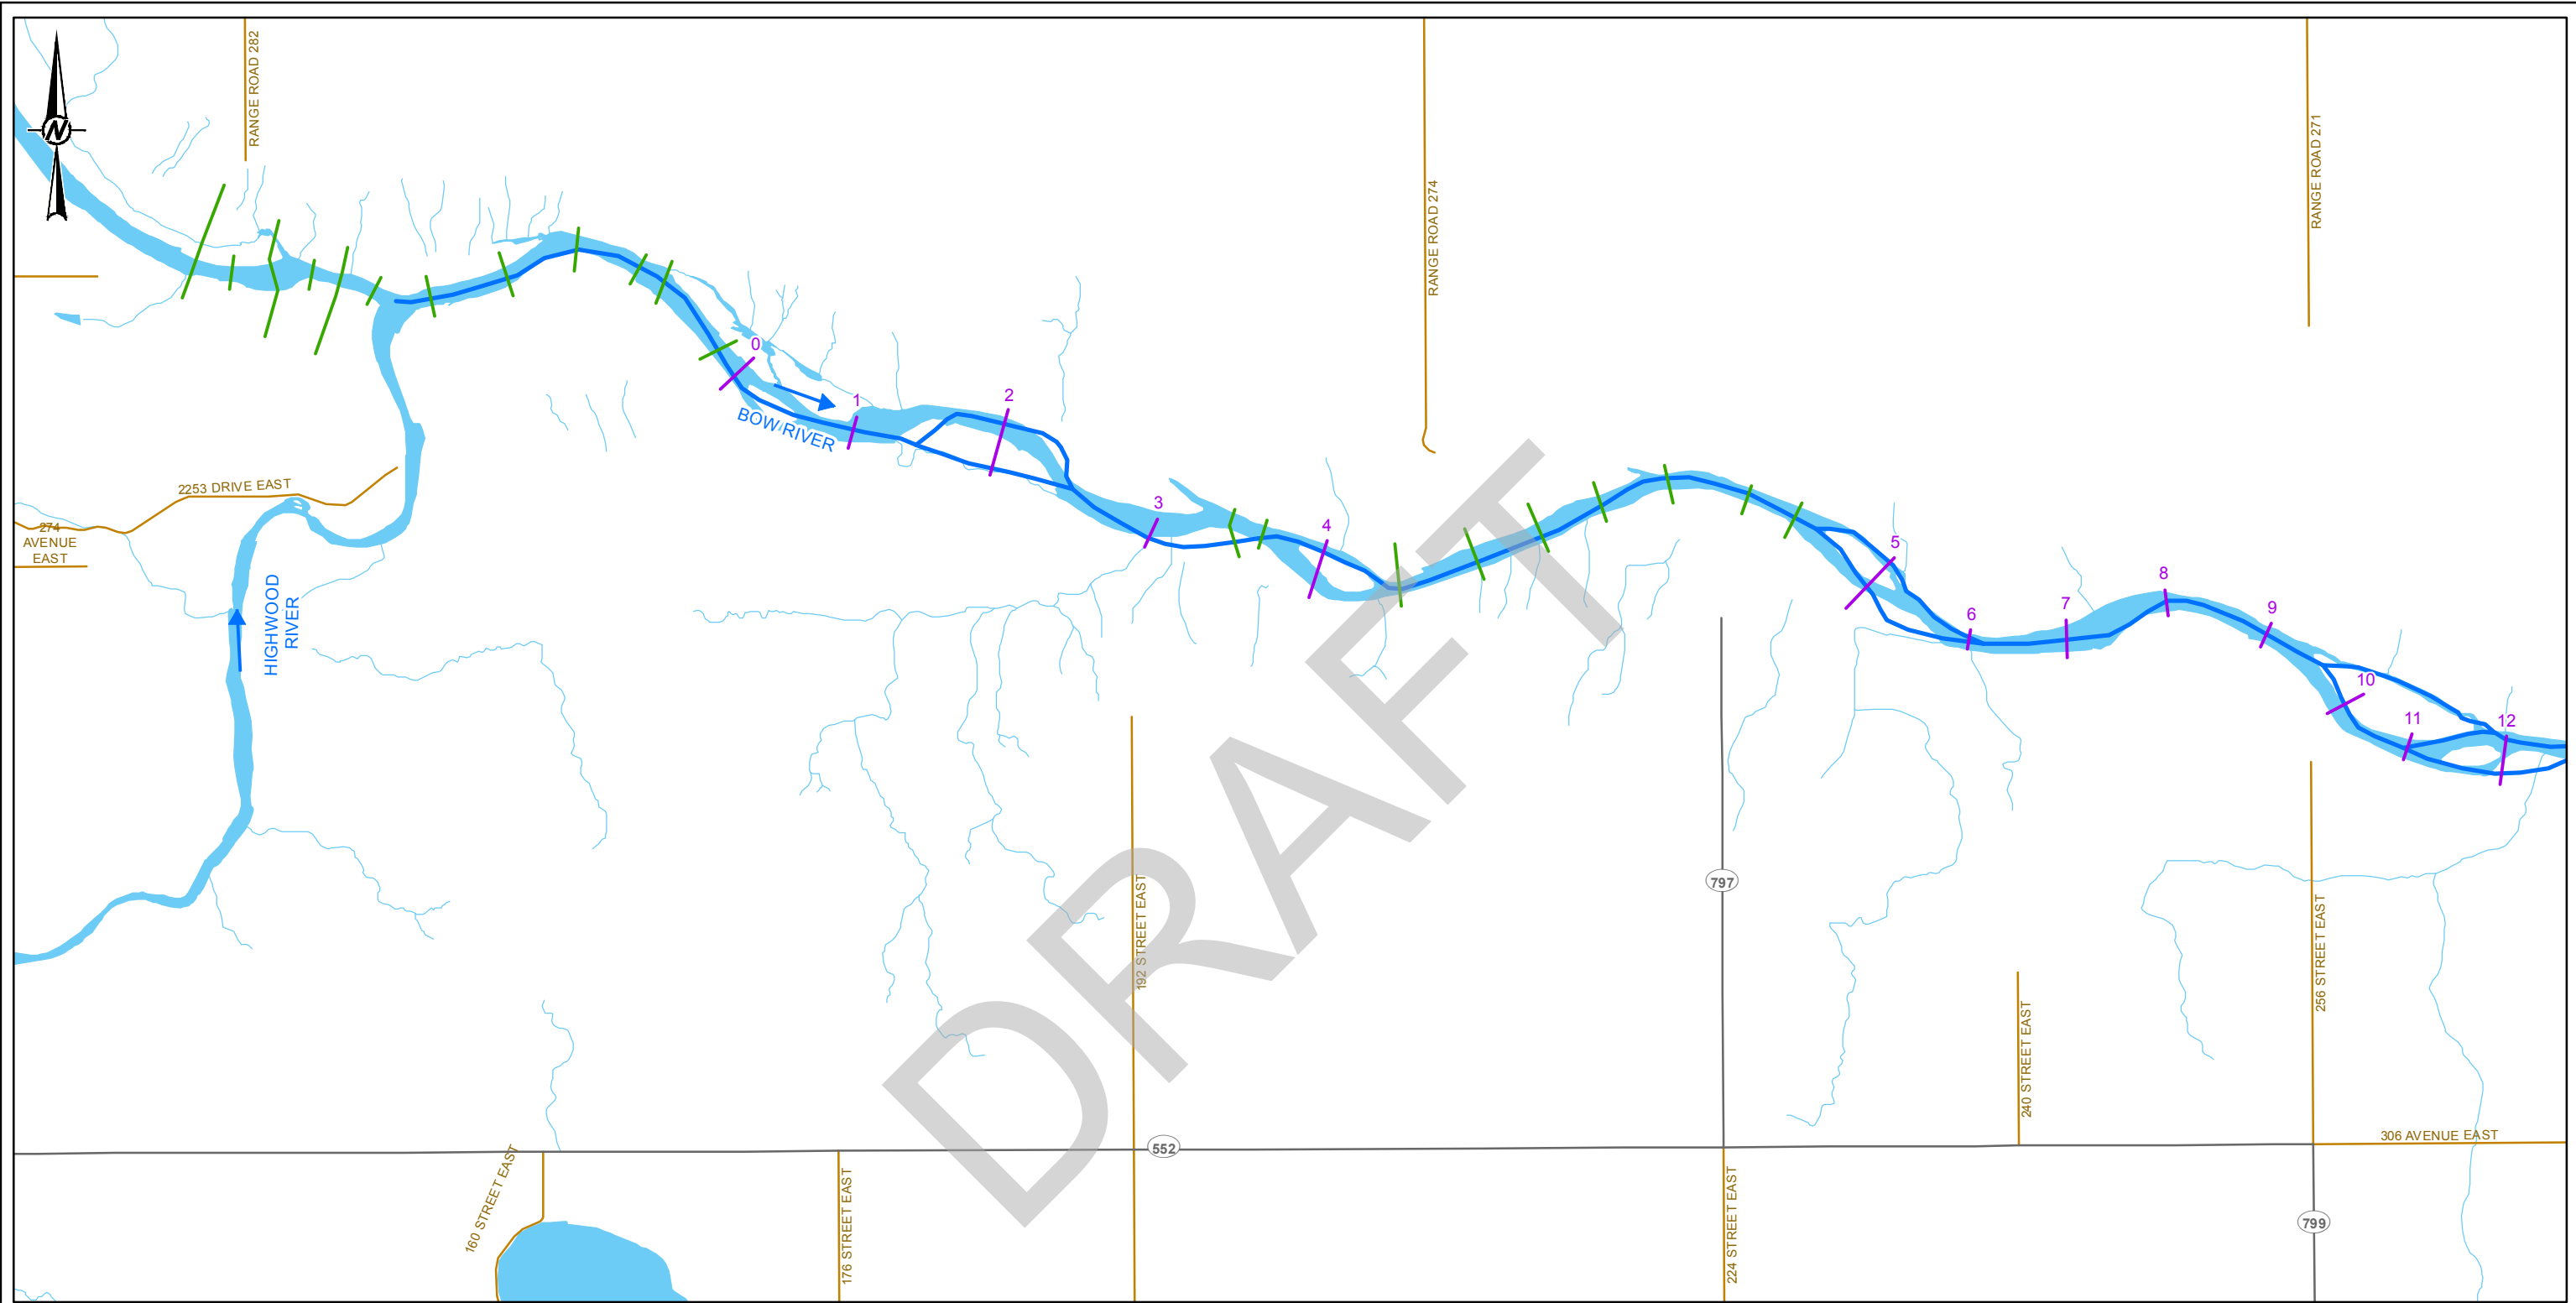 RANGE ROAD 282
N
RANGE ROAD 274
RANGE ROAD 271
0
1
BOW RIVER
2
3
4
5
6
7
8
9
10
11
12
2253 DRIVE EAST
274
AVENUE
EAST
HIGHWOOD
RIVER
DRAFT
797
192 STREET EAST
256 STREET EAST
240 STREET EAST
552
306 AVENUE EAST
160 STREET EAST
176 STREET EAST
224 STREET EAST
799